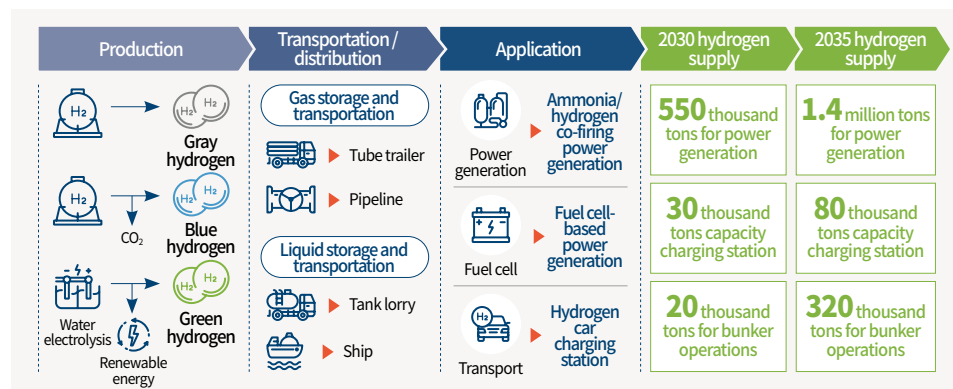 Production
Transportation /
distribution
Application
2030 hydrogen
supply
2035 hydrogen
supply
H₂
H₂
H₂
Gray
hydrogen
H₂
H₂
H₂
CO₂
Blue
hydrogen
H₂
H₂
Water
electrolysis
Green
hydrogen
Renewable
energy
Gas storage and
transportation
Tube trailer
Pipeline
Liquid storage and
transportation
Tank lorry
Ship
Power
generation
Ammonia/
hydrogen
co-firing
power
generation
Fuel cell
Fuel cell-
based
power
generation
H₂
Transport
Hydrogen
car
charging
station
550 thousand
tons for power
generation
30 thousand
tons capacity
charging station
20 thousand
tons for bunker
operations
1.4 million tons
for power
generation
80 thousand
tons capacity
charging station
320 thousand
tons for bunker
operations